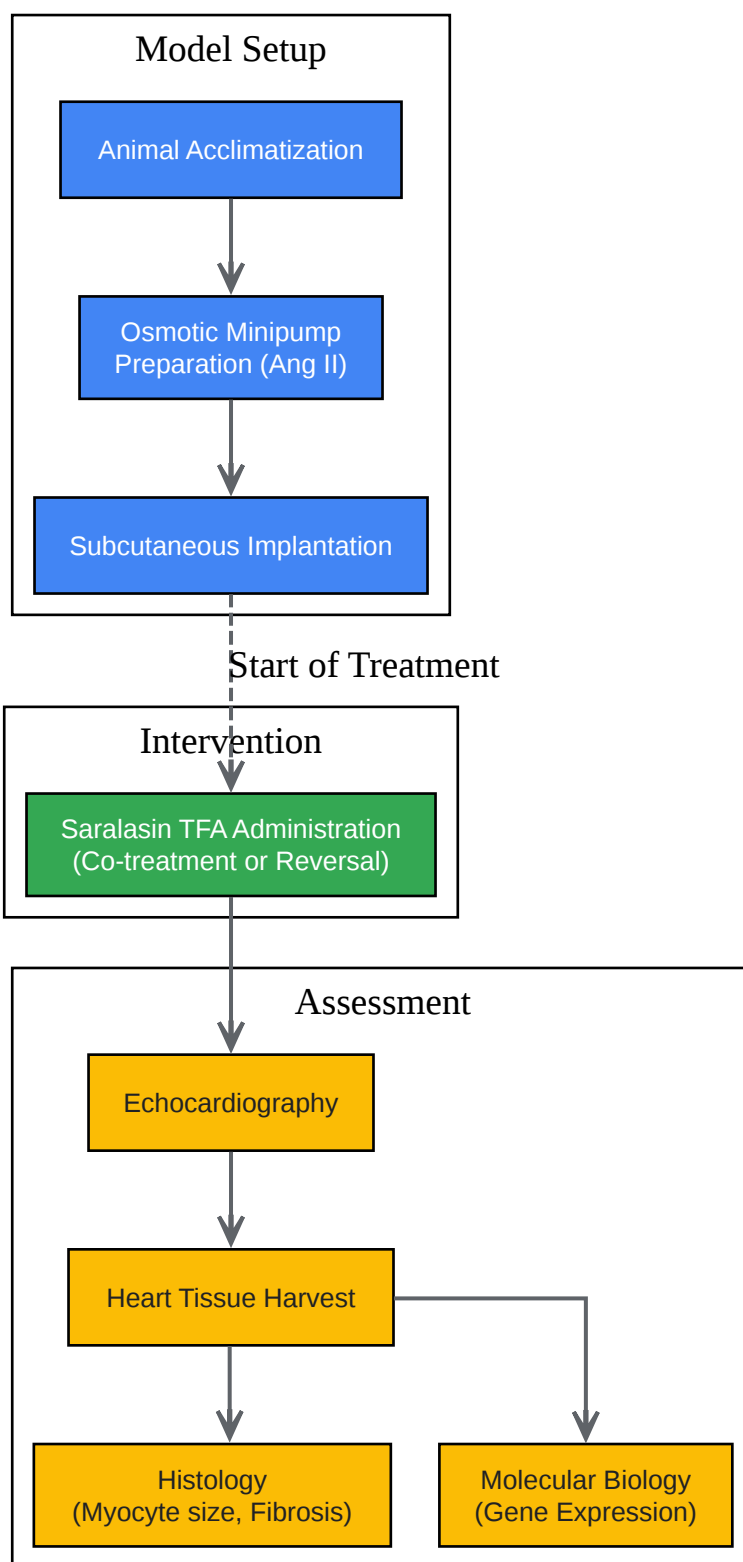 Model Setup
Animal Acclimatization
Osmotic Minipump
Preparation (Ang II)
Subcutaneous Implantation
Start of Treatment
Intervention
Saralasin TFA Administration
(Co-treatment or Reversal)
Assessment
Echocardiography
Heart Tissue Harvest
Histology
(Myocyte size, Fibrosis)
Molecular Biology
(Gene Expression)